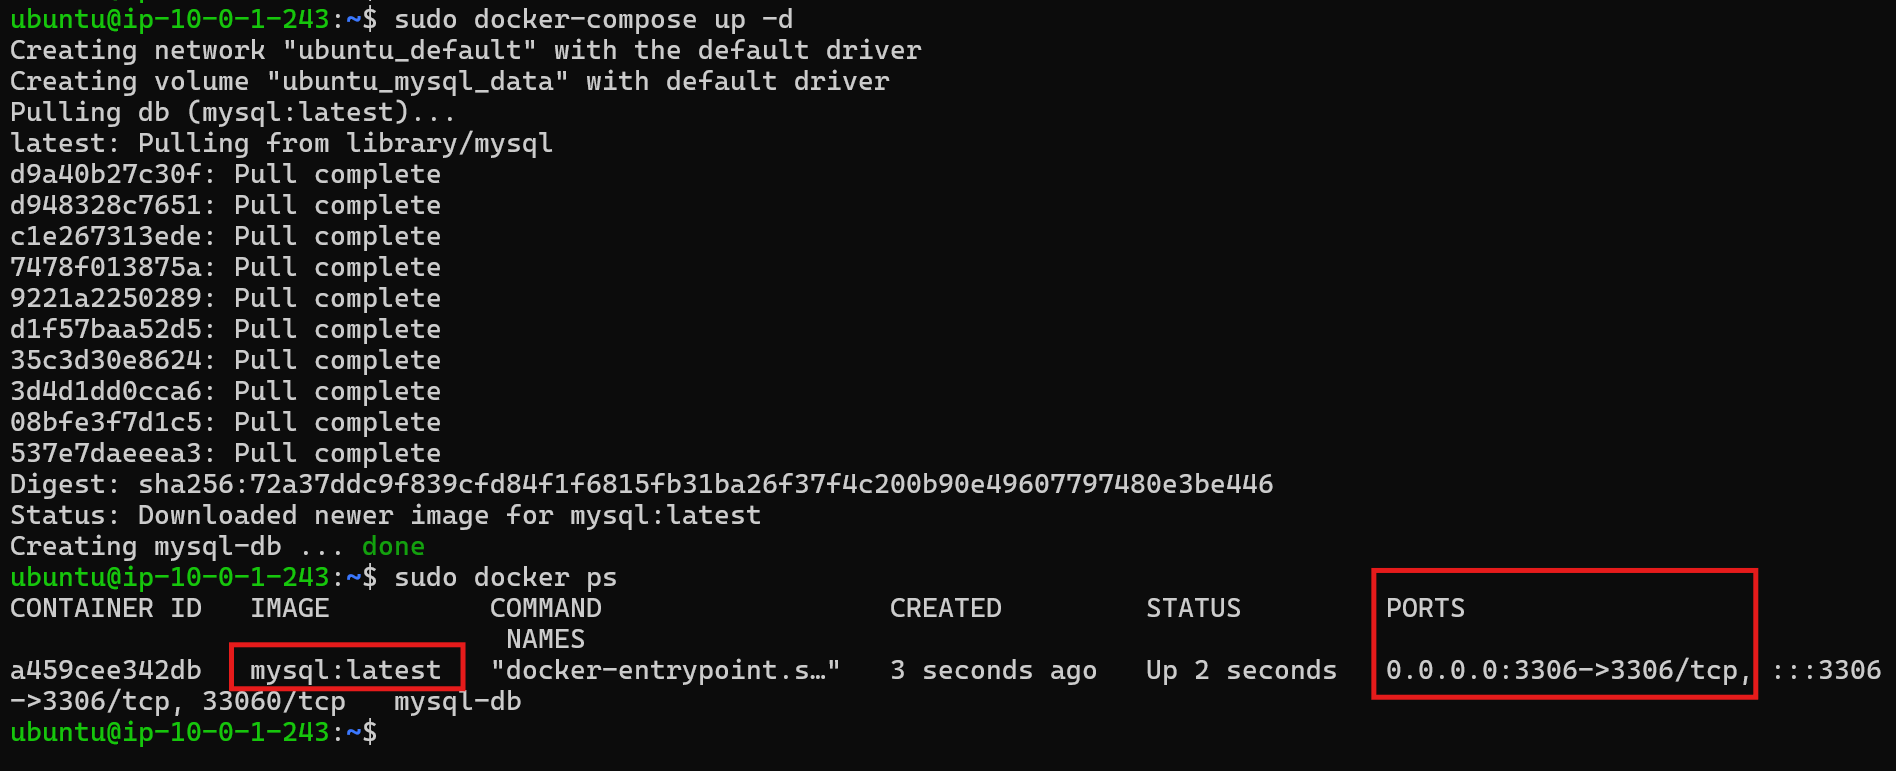 ubuntu@ip-10-0-1-243:~$ sudo docker-compose up -d
Creating network "ubuntu_default" with the default driver
Creating volume "ubuntu_mysql_data" with default driver
Pulling db (mysql:latest)...
latest: Pulling from library/mysql
d9a40b27c30f: Pull complete
d948328c7651: Pull complete
c1e267313ede: Pull complete
7478f013875a: Pull complete
9221a2250289: Pull complete
d1f57baa52d5: Pull complete
35c3d30e8624: Pull complete
3d4d1dd0cca6: Pull complete
08bfe3f7d1c5: Pull complete
537e7daeeea3: Pull complete
Digest: sha256:72a37ddc9f839cfd84f1f6815fb31ba26f37f4c200b90e49607797480e3be446
Status: Downloaded newer image for mysql:latest
Creating mysql-db ... done
ubuntu@ip-10-0-1-243:~$ sudo docker ps
CONTAINER ID   IMAGE          COMMAND                  CREATED         STATUS         PORTS
                               NAMES
a459cee342db   mysql:latest   "docker-entrypoint.s…"   3 seconds ago   Up 2 seconds   0.0.0.0:3306->3306/tcp, :::3306
->3306/tcp, 33060/tcp   mysql-db
ubuntu@ip-10-0-1-243:~$